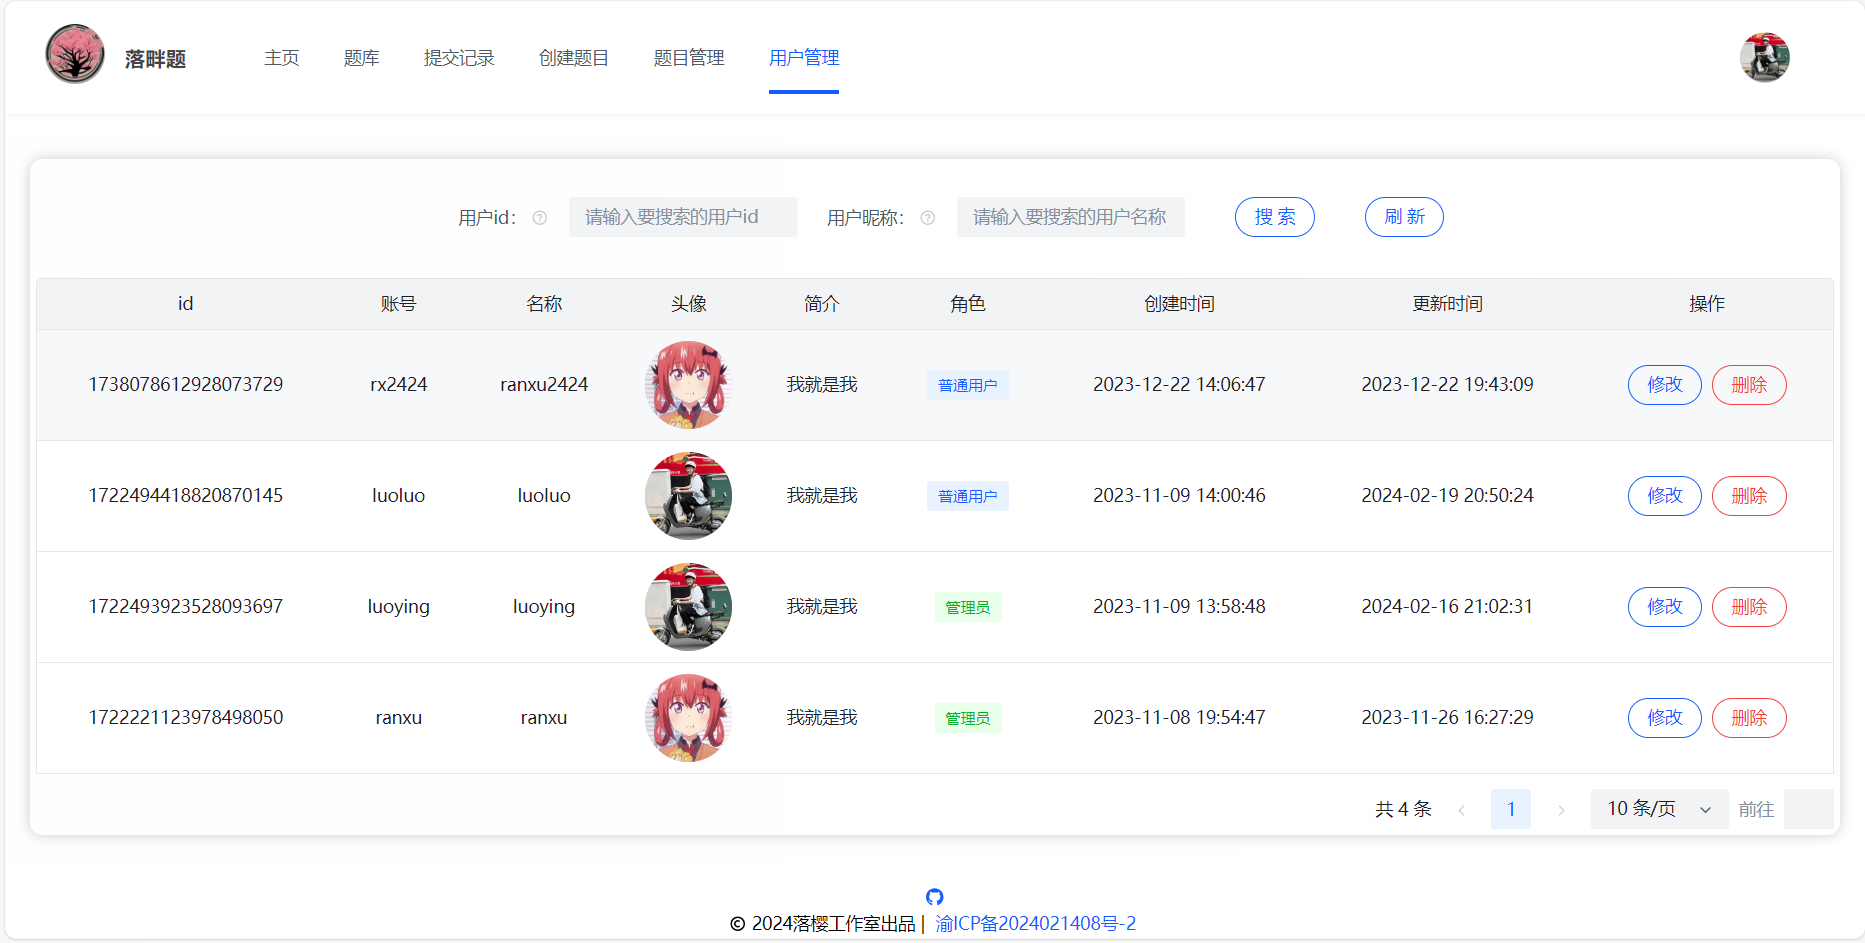 落畔题 主页 题库 提交记录 创建题目 题目管理 用户管理
用户id： 请输入要搜索的用户id 用户昵称： 请输入要搜索的用户名称 搜 索 刷 新
id 账号 名称 头像 简介 角色 创建时间 更新时间 操作
1738078612928073729 rx2424 ranxu2424 我就是我 普通用户 2023-12-22 14:06:47 2023-12-22 19:43:09 修改 删除
1722494418820870145 luoluo luoluo 我就是我 普通用户 2023-11-09 14:00:46 2024-02-19 20:50:24 修改 删除
1722493923528093697 luoying luoying 我就是我 管理员 2023-11-09 13:58:48 2024-02-16 21:02:31 修改 删除
1722221123978498050 ranxu ranxu 我就是我 管理员 2023-11-08 19:54:47 2023-11-26 16:27:29 修改 删除
共 4 条 1 10 条/页 前往
© 2024落樱工作室出品 | 渝ICP备2024021408号-2